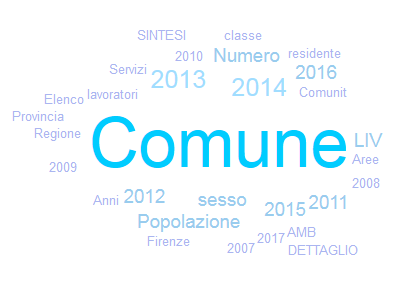 SINTESI classe
2010 Numero residente
Servizi 2013 2014 2016
Elenco lavoratori Comunit
Provincia
Regione Comune LIV
2009 Aree
2008
Anni 2012 sesso 2015 2011
Popolazione
Firenze 2007 2017 AMB
DETTAGLIO